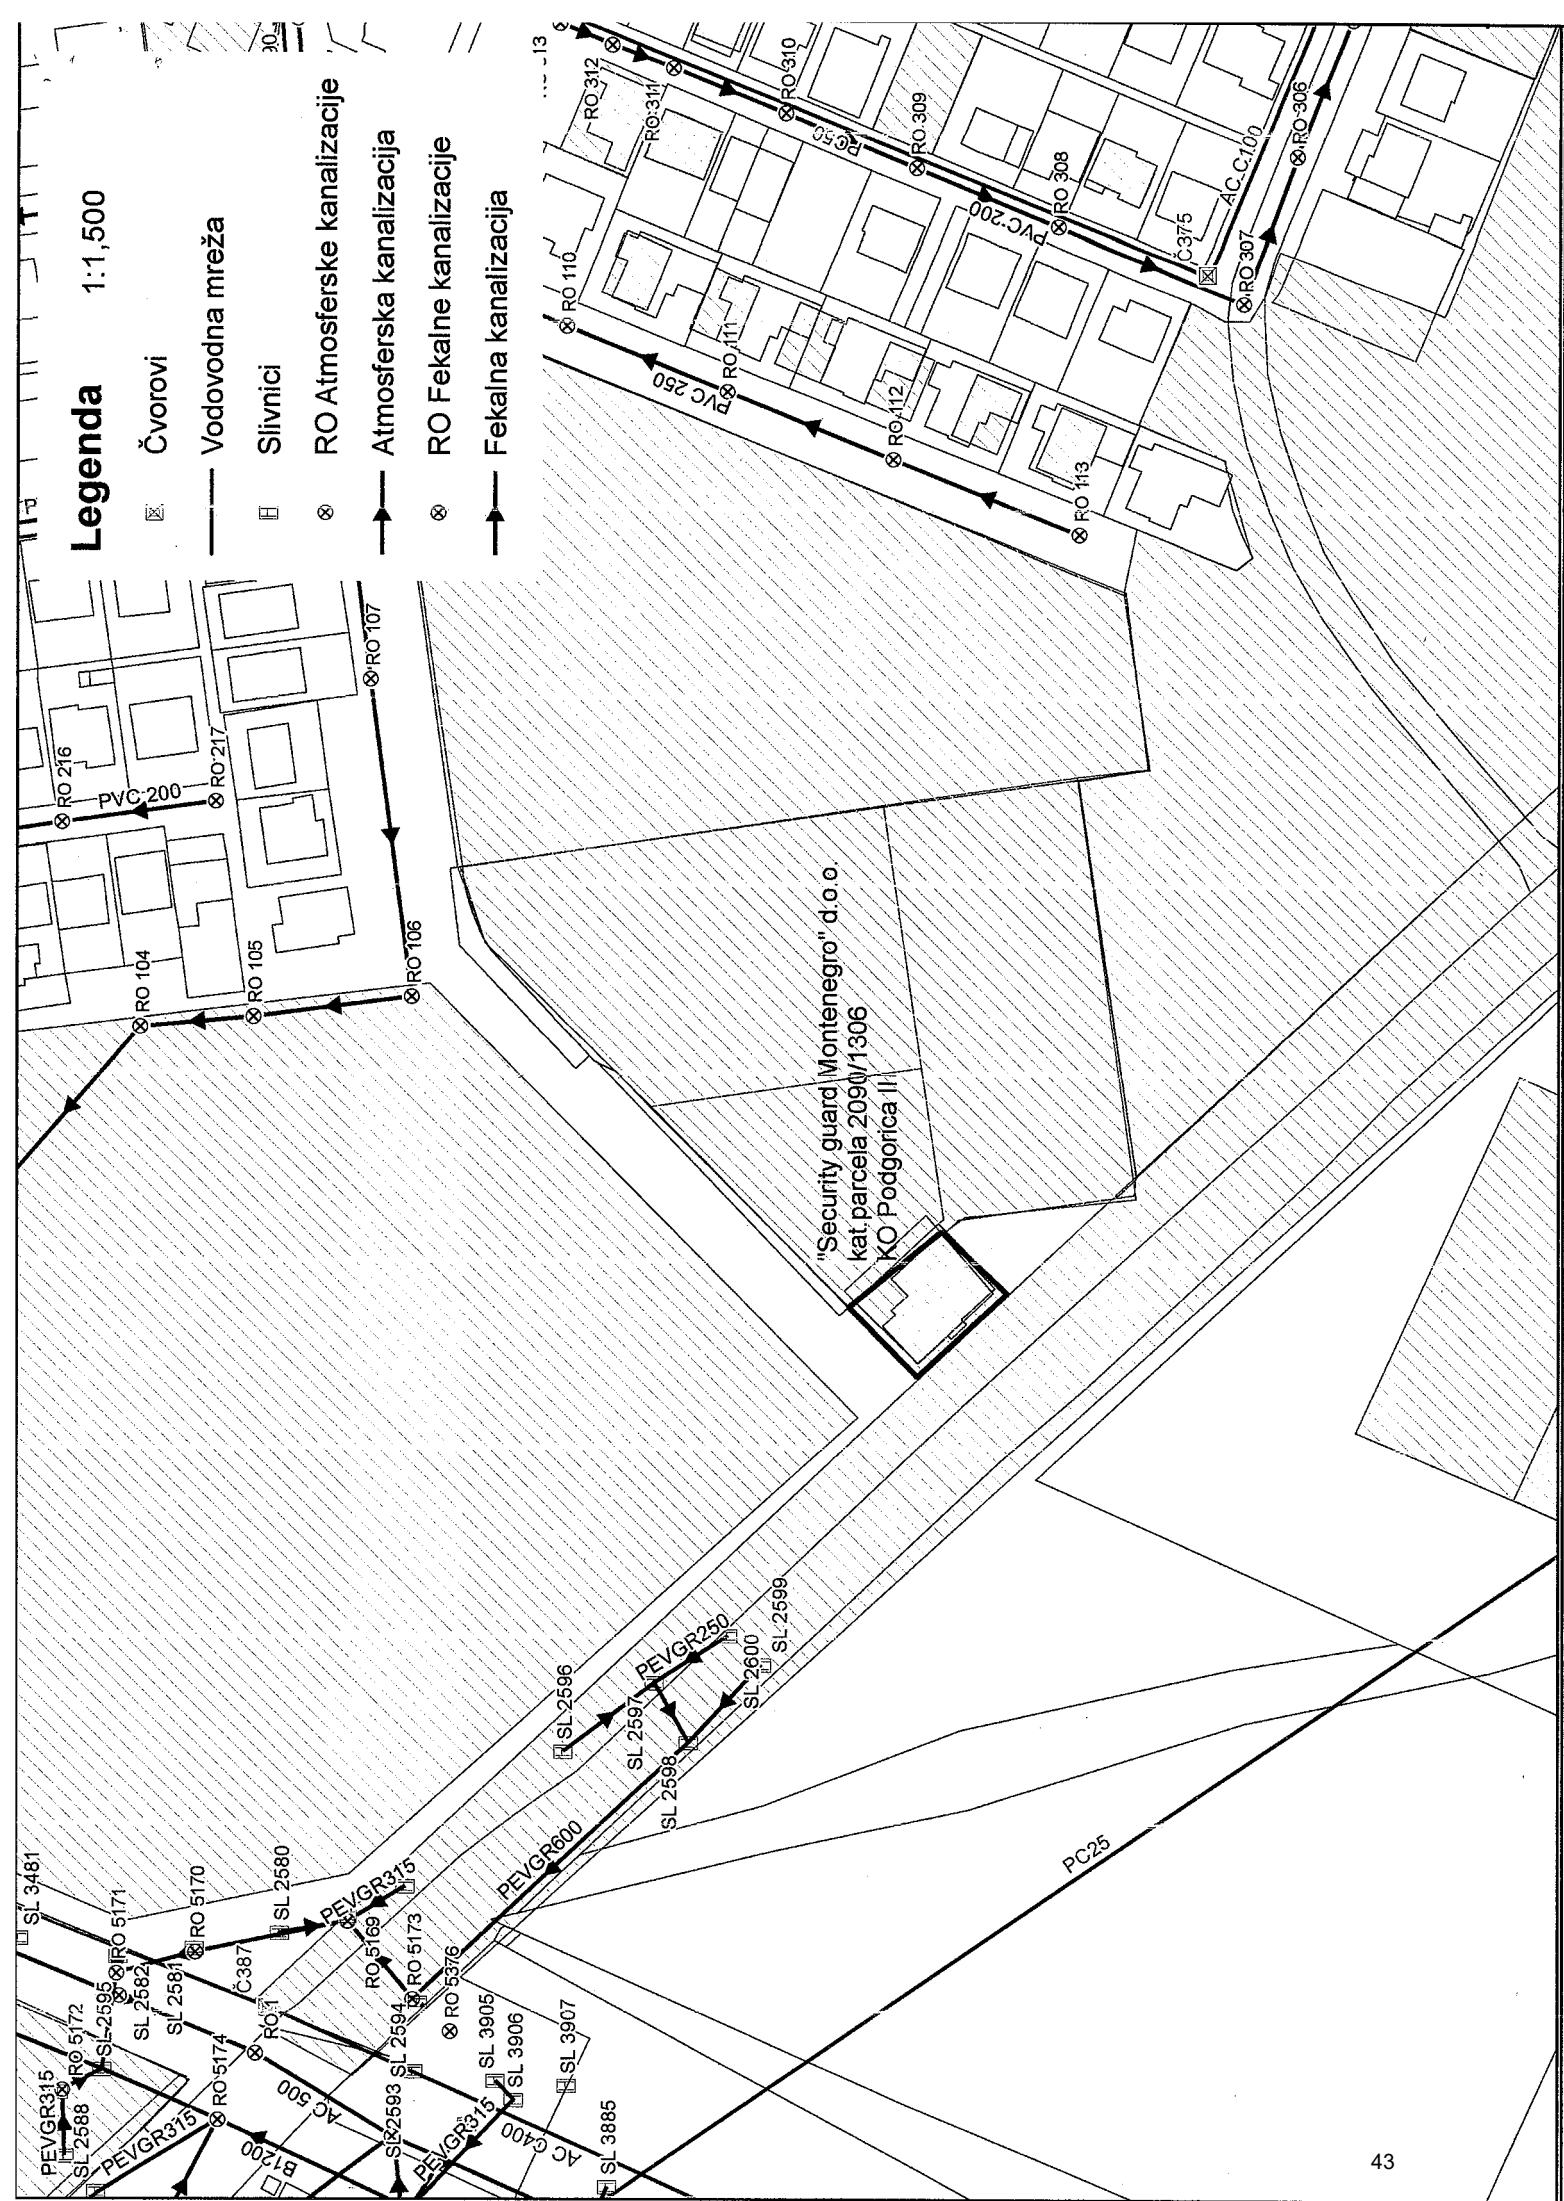 Legenda
1:1,500
Čvorovi
Vodovodna mreža
Slivnici
RO Atmosferske kanalizacije
Atmosferska kanalizacija
RO Fekalne kanalizacije
Fekalna kanalizacija
RO 312
RO 311
RO 310
PC50
RO 309
RO 308
PVC 200
Č375
AC C100
RO 307
RO 306
RO 110
RO 111
PVC 250
RO 112
RO 113
RO 107
RO 216
PVC 200
RO 217
RO 104
RO 105
RO 106
"Security guard Montenegro" d.o.o.
kat.parcela 2090/1306
KO Podgorica III
SL 2596
PEVGR250
SL 2597
SL 2600
SL 2599
SL 2598
PEVGR600
PC25
SL 3481
RO 5171
RO 5170
SL 2580
PEVGR315
RO 5169
RO 5173
RO 5376
Č387
SL 2581
SL 2582
SL 2595
RO 5172
RO 5174
RO 1
SL 2594
SL 3905
SL 3906
SL 3907
PEVGR315
SL 2588
PEVGR315
B1200
AC 500
SL 2593
PEVGR315
AC C400
SL 3885
43